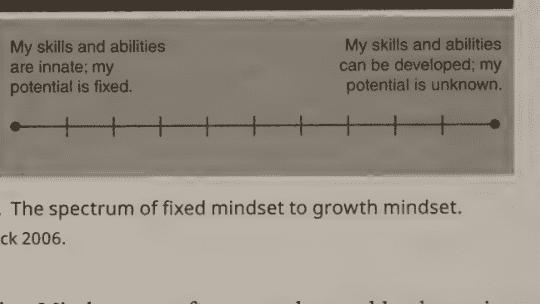 My skills and abilities
are innate; my
potential is fixed.
My skills and abilities
can be developed; my
potential is unknown.
The spectrum of fixed mindset to growth mindset.
ck 2006.